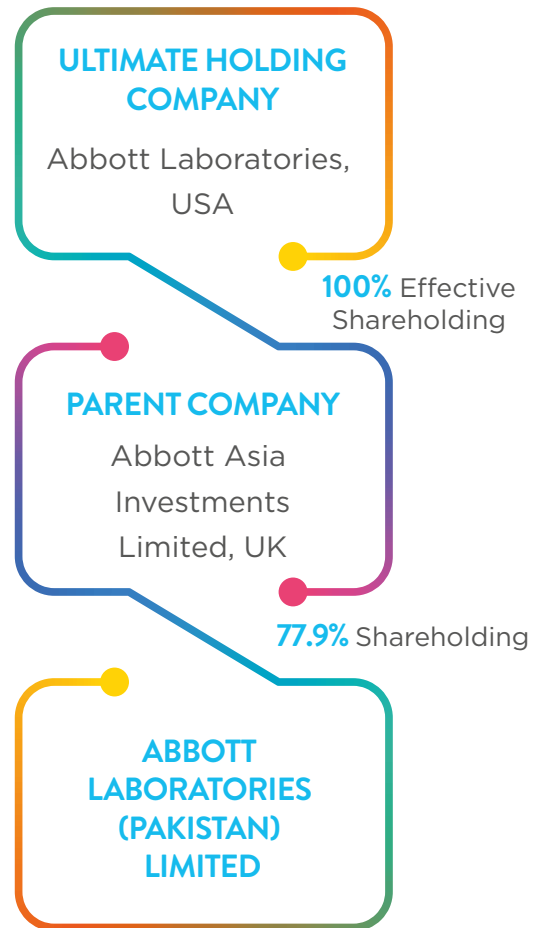 ULTIMATE HOLDING
COMPANY
Abbott Laboratories,
USA
100% Effective
Shareholding
PARENT COMPANY
Abbott Asia
Investments
Limited, UK
77.9% Shareholding
ABBOTT
LABORATORIES
(PAKISTAN)
LIMITED